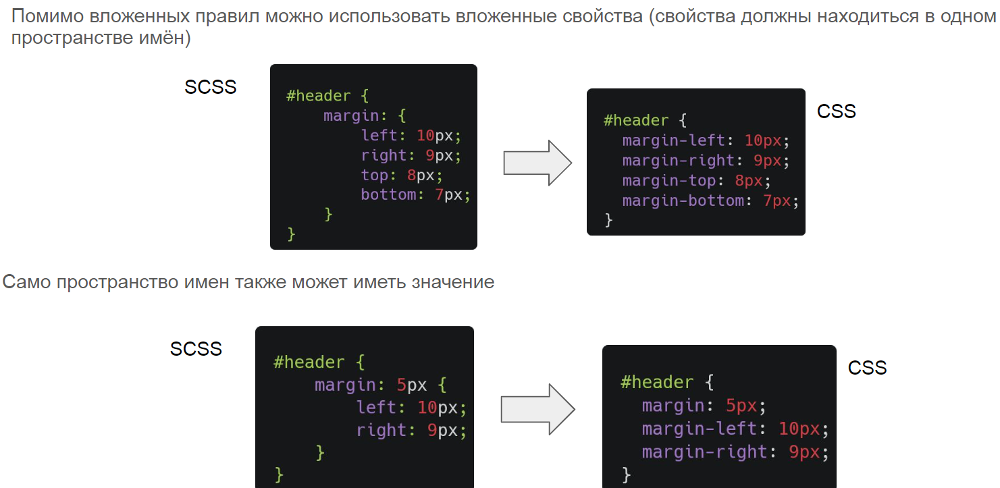 Помимо вложенных правил можно использовать вложенные свойства (свойства должны находиться в одном
пространстве имён)
SCSS
#header {
    margin: {
        left: 10px;
        right: 9px;
        top: 8px;
        bottom: 7px;
    }
}
CSS
#header {
  margin-left: 10px;
  margin-right: 9px;
  margin-top: 8px;
  margin-bottom: 7px;
}
Само пространство имен также может иметь значение
SCSS
#header {
    margin: 5px {
        left: 10px;
        right: 9px;
    }
}
CSS
#header {
  margin: 5px;
  margin-left: 10px;
  margin-right: 9px;
}